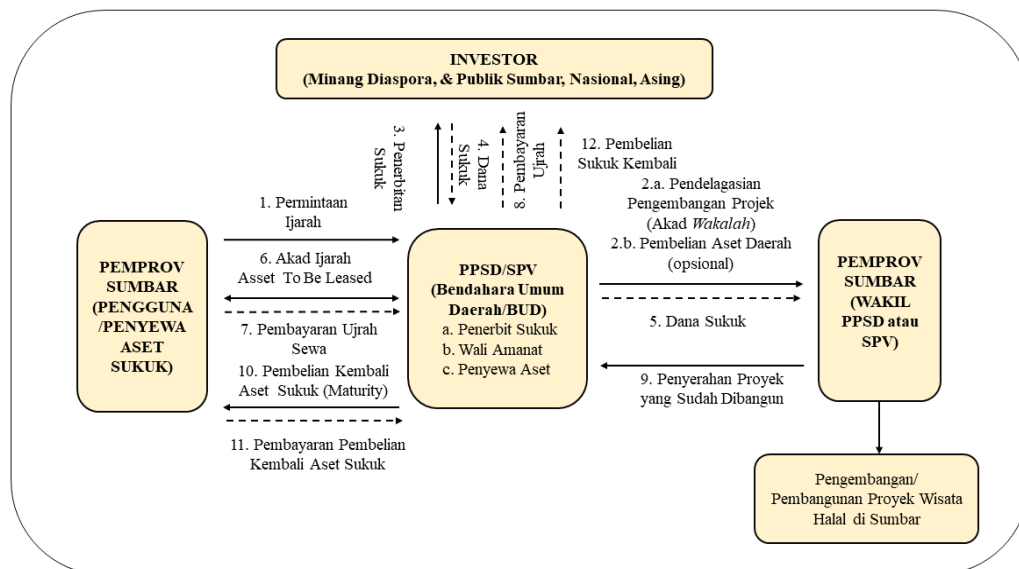 INVESTOR
(Minang Diaspora, & Publik Sumbar, Nasional, Asing)
3. Penerbitan
Sukuk
4. Dana
Sukuk
8. Pembayaran
Ujrah
12. Pembelian
Sukuk Kembali
1. Permintaan
Ijarah
6. Akad Ijarah
Asset To Be Leased
7. Pembayaran Ujrah
Sewa
10. Pembelian Kembali
Aset Sukuk (Maturity)
11. Pembayaran Pembelian
Kembali Aset Sukuk
PEMPROV
SUMBAR
(PENGGUNA
/PENYEWA
ASET
SUKUK)
PPSD/SPV
(Bendahara Umum
Daerah/BUD)
a. Penerbit Sukuk
b. Wali Amanat
c. Penyewa Aset
2.a. Pendelagasian
Pengembangan Projek
(Akad Wakalah)
2.b. Pembelian Aset Daerah
(opsional)
5. Dana Sukuk
9. Penyerahan Proyek
yang Sudah Dibangun
PEMPROV
SUMBAR
(WAKIL
PPSD atau
SPV)
Pengembangan/
Pembangunan Proyek Wisata
Halal di Sumbar